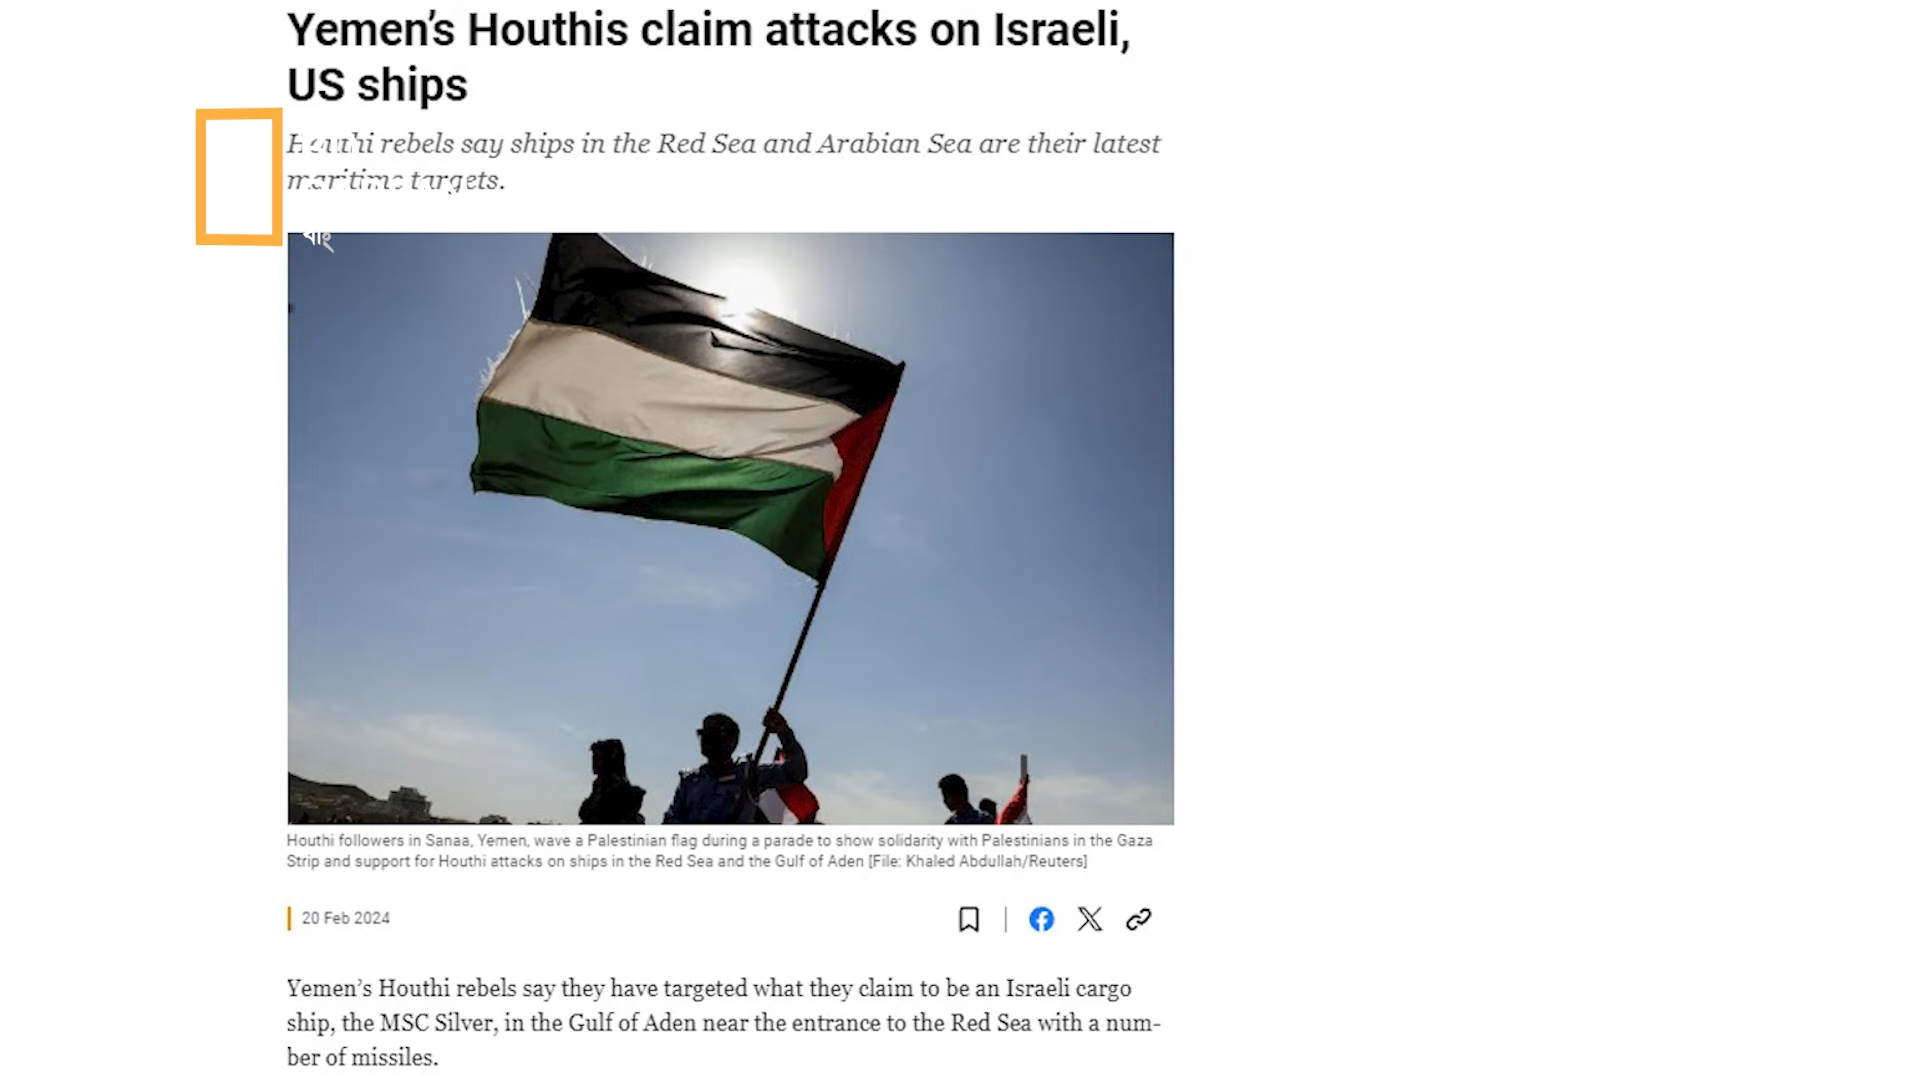 Yemen’s Houthis claim attacks on Israeli,
US ships
Houthi rebels say ships in the Red Sea and Arabian Sea are their latest
maritime targets.
Houthi followers in Sanaa, Yemen, wave a Palestinian flag during a parade to show solidarity with Palestinians in the Gaza
Strip and support for Houthi attacks on ships in the Red Sea and the Gulf of Aden [File: Khaled Abdullah/Reuters]
20 Feb 2024
Yemen’s Houthi rebels say they have targeted what they claim to be an Israeli cargo
ship, the MSC Silver, in the Gulf of Aden near the entrance to the Red Sea with a num-
ber of missiles.